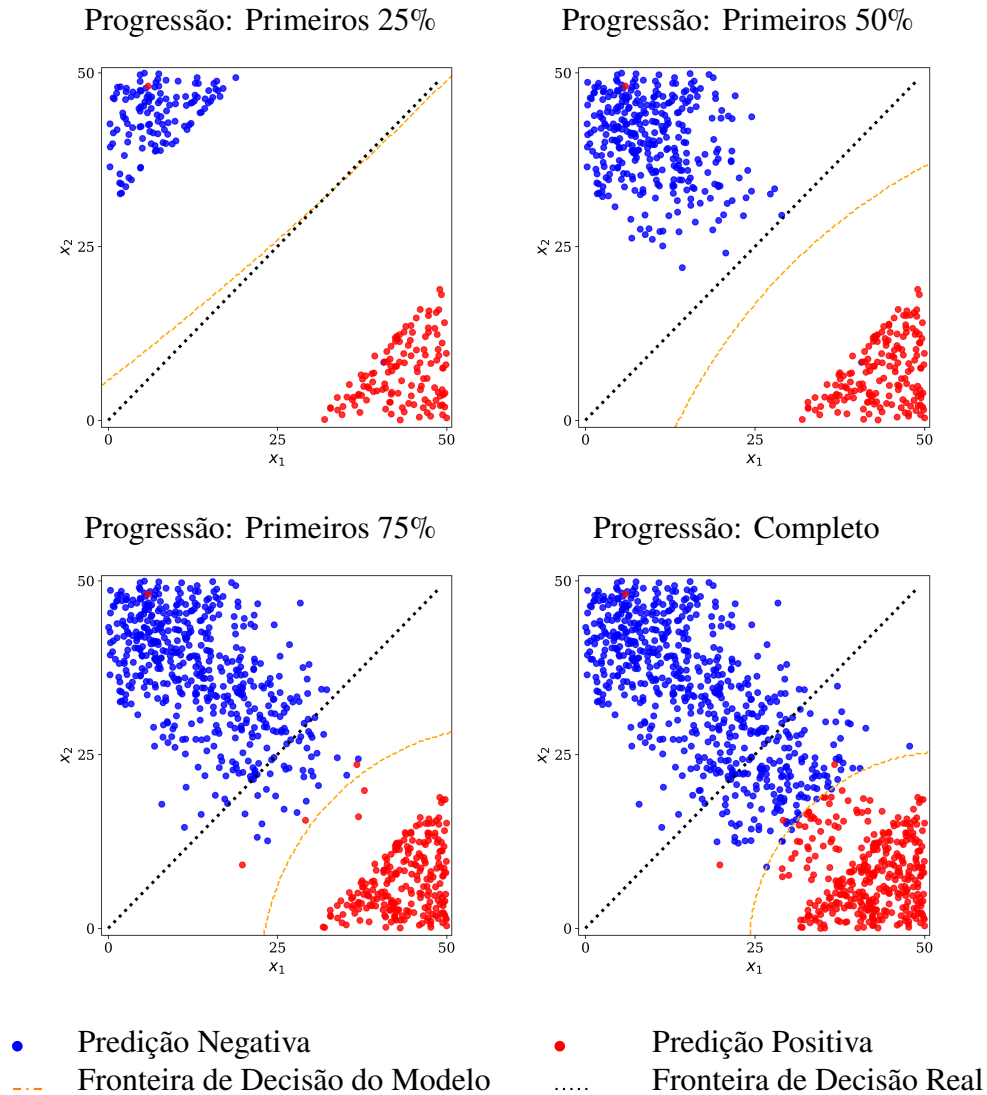 Progressão: Primeiros 25%
Progressão: Primeiros 50%
50
25
0
x₂
0
25
50
x₁
50
25
0
x₂
0
25
50
x₁
Progressão: Primeiros 75%
Progressão: Completo
50
25
0
x₂
0
25
50
x₁
50
25
0
x₂
0
25
50
x₁
Predição Negativa
Predição Positiva
Fronteira de Decisão do Modelo
Fronteira de Decisão Real